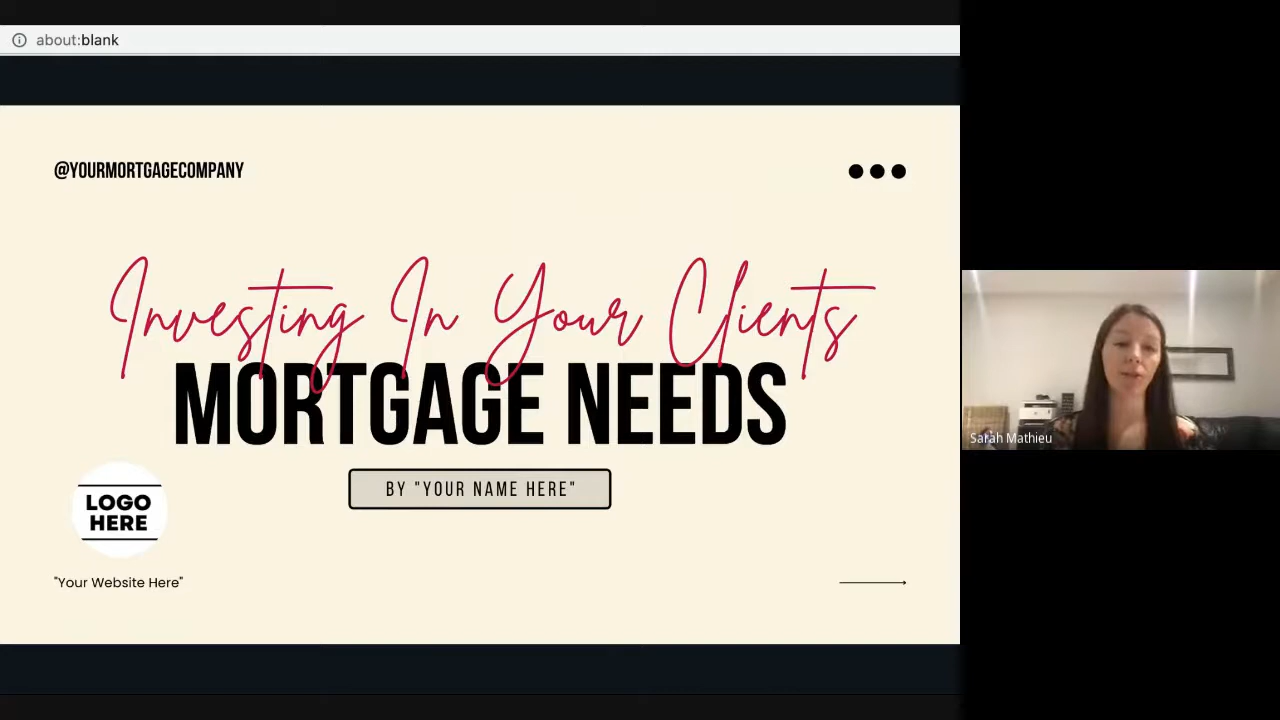 about:blank
@YOURMORTGAGECOMPANY
Investing In Your Clients
MORTGAGE NEEDS
BY "YOUR NAME HERE"
LOGO
HERE
"Your Website Here"
Sarah Mathieu